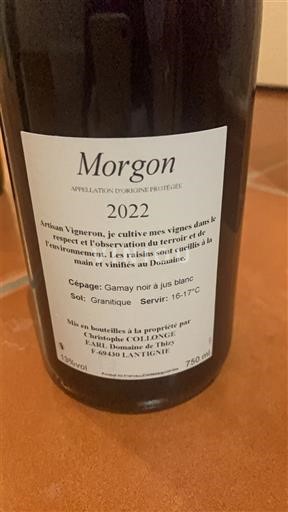 Morgon
APPELLATION D'ORIGINE PROTÉGÉE
2022
Artisan Vigneron, je cultive mes vignes dans le
respect et l'observation du terroir et de
l'environnement. Les raisins sont cueillis à la
main et vinifiés au Domaine.
Cépage: Gamay noir à jus blanc
Sol: Granitique Servir: 16-17°C
Mis en bouteilles à la propriété par
Christophe COLLONGE
EARL Domaine de Thizy
F-69430 LANTIGNIE
13%vol 750 ml